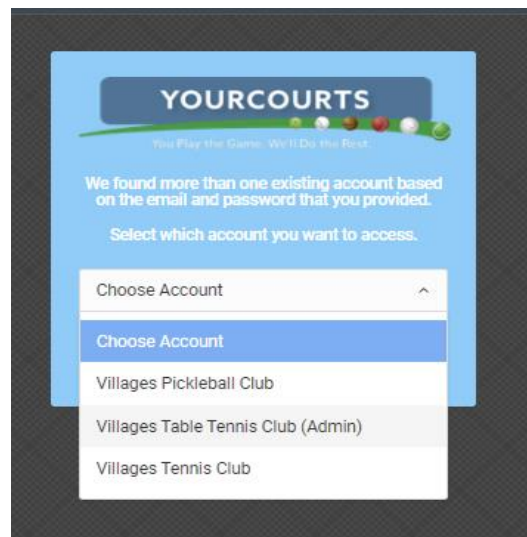 YOURCOURTS
You Play the Game. We'll Do the Rest.
We found more than one existing account based
on the email and password that you provided.
Select which account you want to access.
Choose Account
Choose Account
Villages Pickleball Club
Villages Table Tennis Club (Admin)
Villages Tennis Club